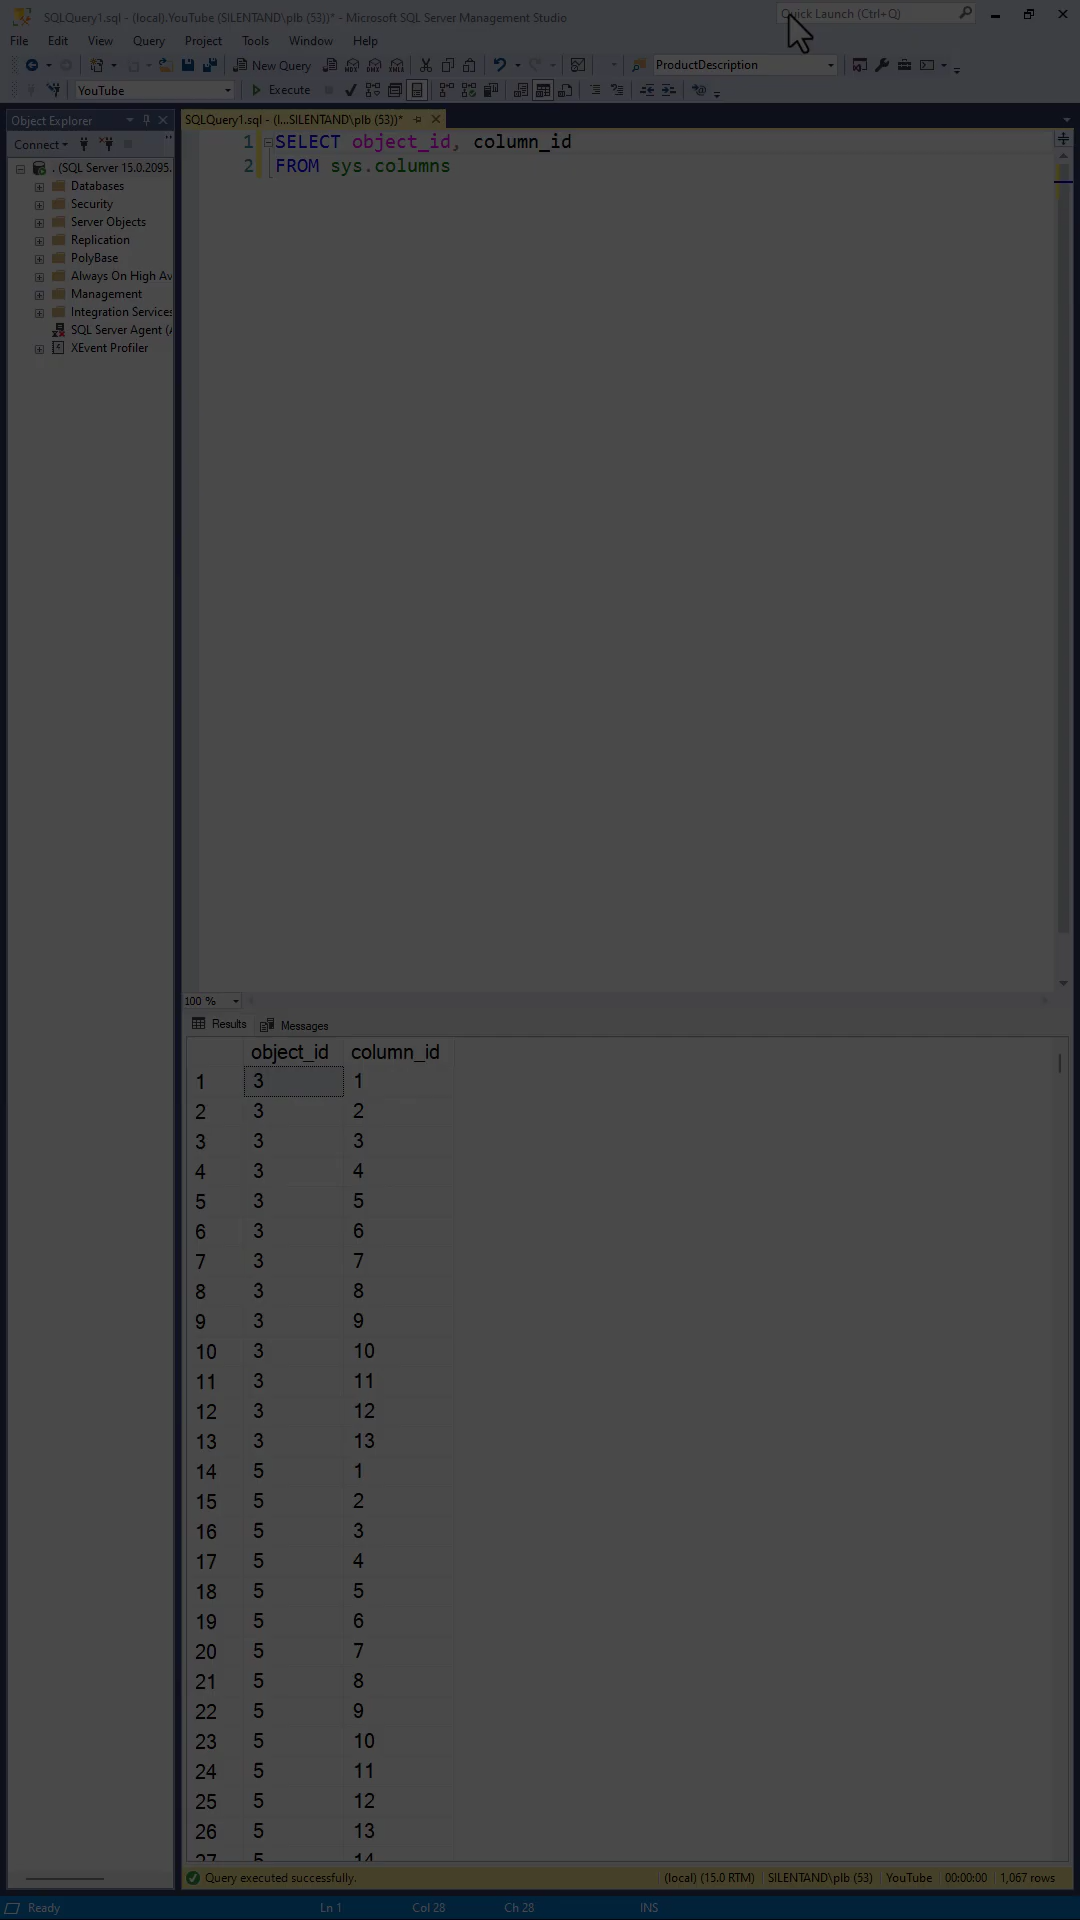 SQLQuery1.sql - (local).YouTube (SILENTAND\plb (53))* - Microsoft SQL Server Management Studio
Quick Launch (Ctrl+Q)
File Edit View Query Project Tools Window Help
New Query
ProductDescription
YouTube
Execute
Object Explorer
SQLQuery1.sql - (l...SILENTAND\plb (53))*
Connect
. (SQL Server 15.0.2095.
Databases
Security
Server Objects
Replication
PolyBase
Always On High Av
Management
Integration Services
SQL Server Agent (A
XEvent Profiler
1 SELECT object_id, column_id
2 FROM sys.columns
100 %
Results Messages
object_id column_id
1 3 1
2 3 2
3 3 3
4 3 4
5 3 5
6 3 6
7 3 7
8 3 8
9 3 9
10 3 10
11 3 11
12 3 12
13 3 13
14 5 1
15 5 2
16 5 3
17 5 4
18 5 5
19 5 6
20 5 7
21 5 8
22 5 9
23 5 10
24 5 11
25 5 12
26 5 13
27 5 14
Query executed successfully.
(local) (15.0 RTM) SILENTAND\plb (53) YouTube 00:00:00 1,067 rows
Ready Ln 1 Col 28 Ch 28 INS